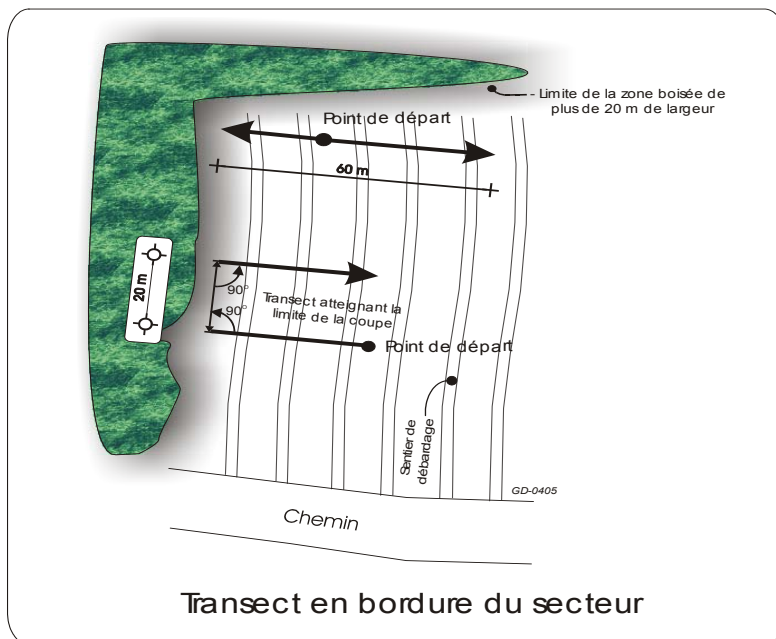 Limite de la zone boisée de
plus de 20 m de largeur
Point de départ
60 m
20 m
90°
Transect atteignant la
limite de la coupe
90°
Point de départ
Sentier de
débardage
GD-0405
Chemin
Transect en bordure du secteur